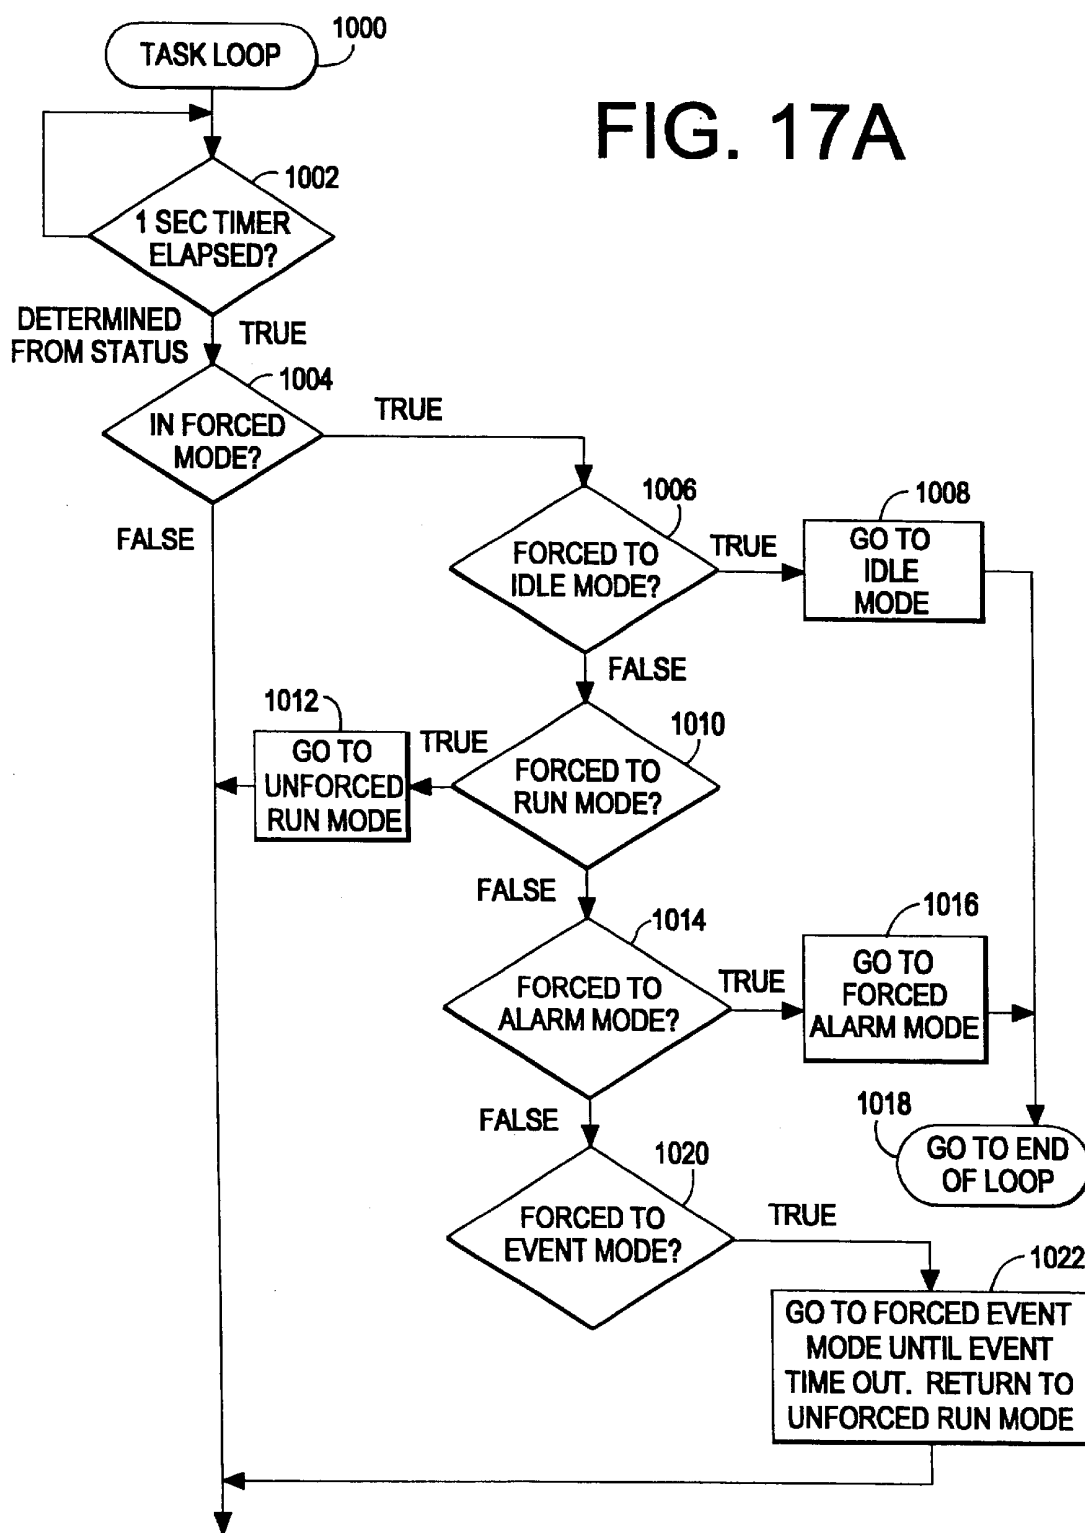 TASK LOOP
1000
FIG. 17A
1002
1 SEC TIMER
ELAPSED?
DETERMINED
FROM STATUS
TRUE
1004
IN FORCED
MODE?
TRUE
FALSE
1006
FORCED TO
IDLE MODE?
TRUE
1008
GO TO
IDLE
MODE
FALSE
1012
GO TO
UNFORCED
RUN MODE
TRUE
1010
FORCED TO
RUN MODE?
FALSE
1014
FORCED TO
ALARM MODE?
TRUE
1016
GO TO
FORCED
ALARM MODE
FALSE
1018
GO TO END
OF LOOP
1020
FORCED TO
EVENT MODE?
TRUE
1022
GO TO FORCED EVENT
MODE UNTIL EVENT
TIME OUT. RETURN TO
UNFORCED RUN MODE